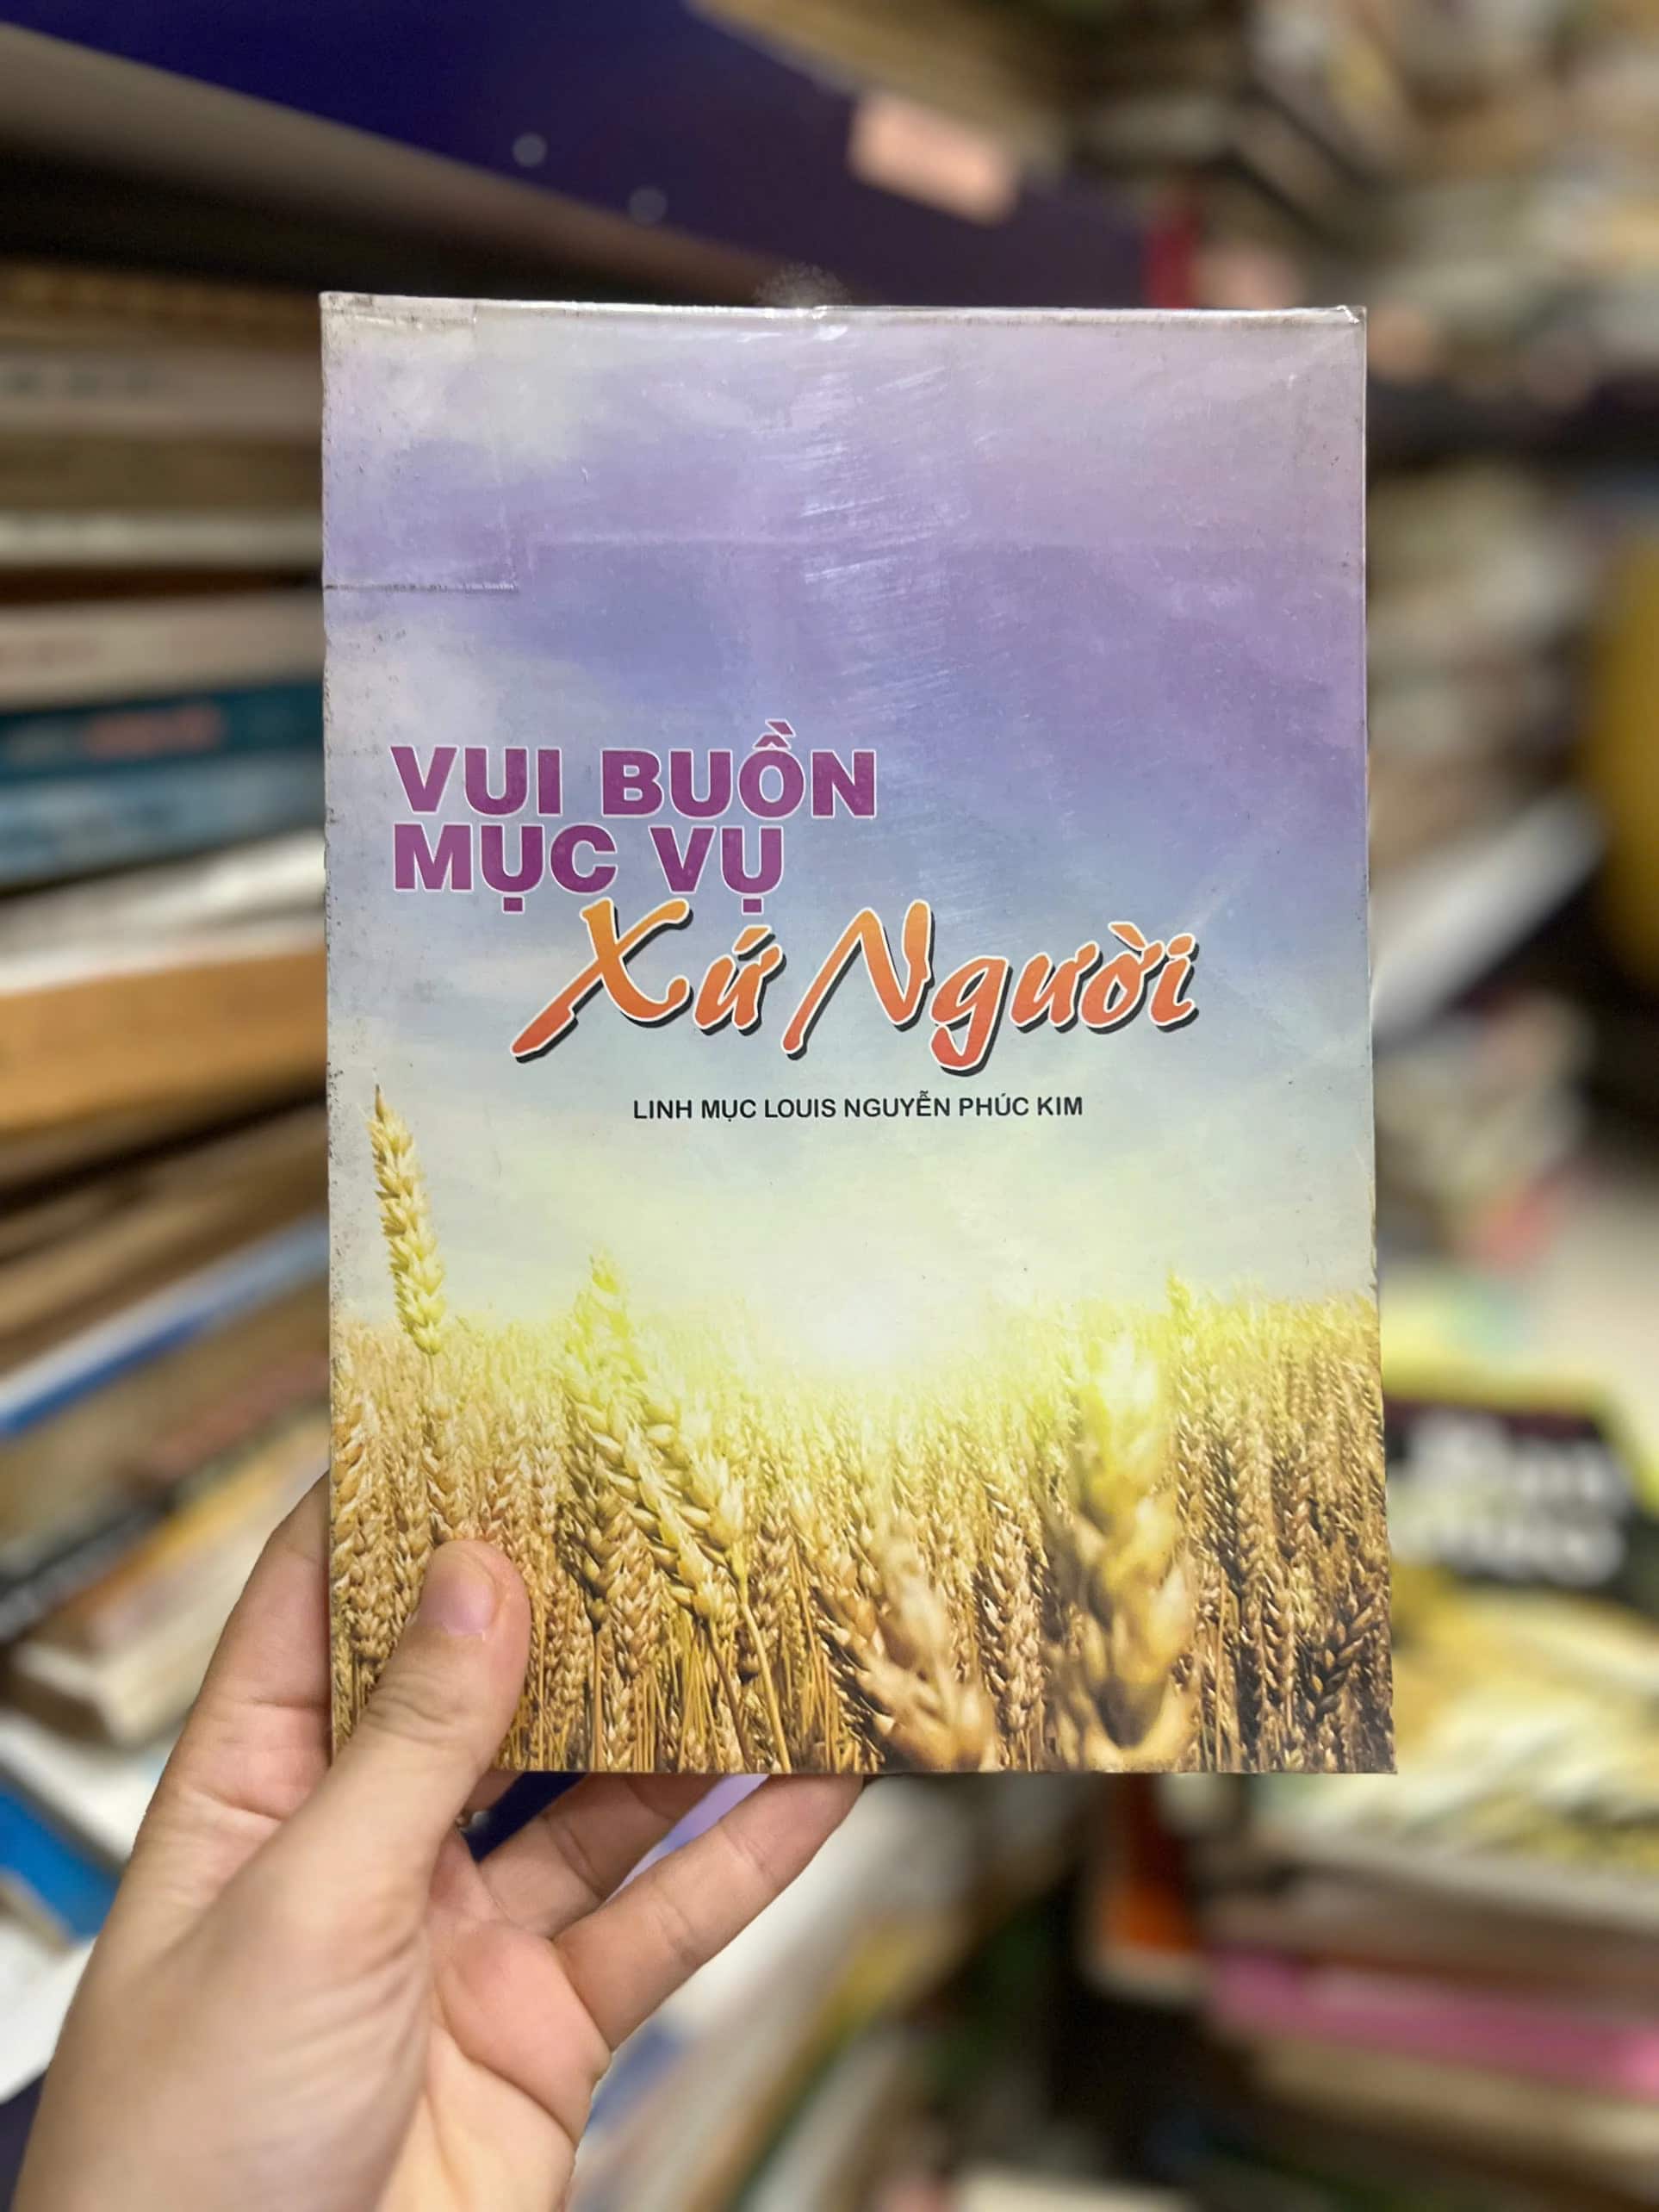 VUI BUỒN
MỤC VỤ
Xứ Người
LINH MỤC LOUIS NGUYỄN PHÚC KIM